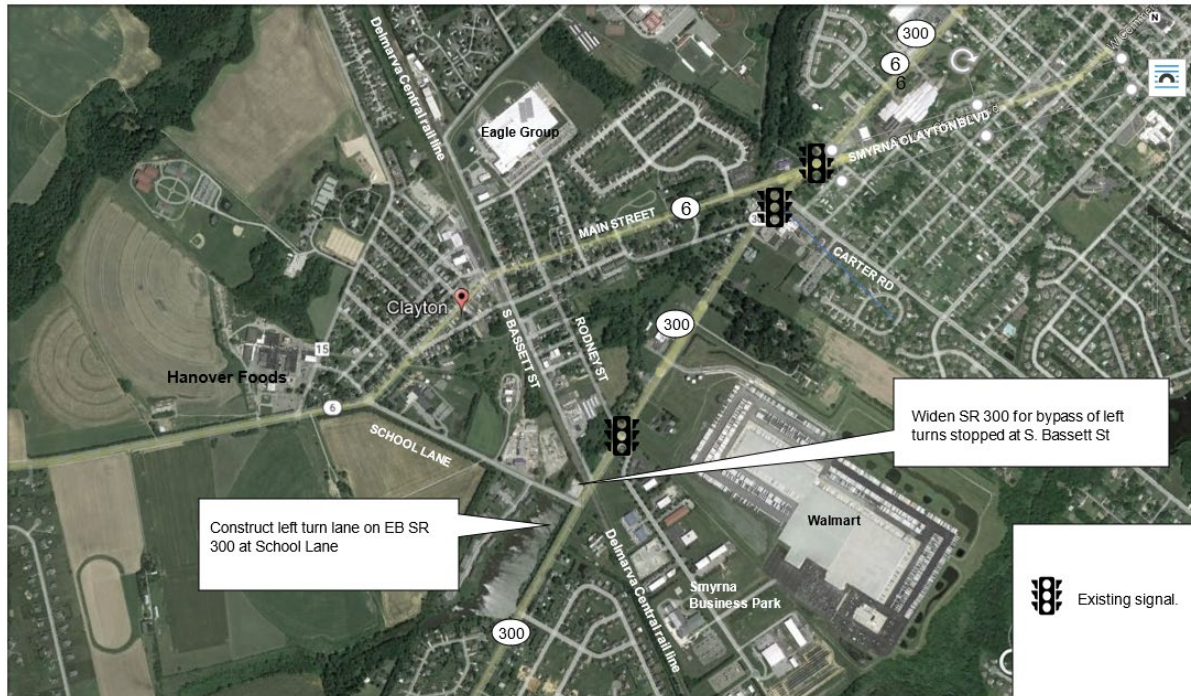 300
6
6
N
Delmarva Central rail line
Eagle Group
SMYRNA CLAYTON BLVD
MAIN STREET
6
CARTER RD
Clayton
S BASSETT ST
RODNEY ST
300
15
Hanover Foods
6
SCHOOL LANE
Widen SR 300 for bypass of left
turns stopped at S. Bassett St
Construct left turn lane on EB SR
300 at School Lane
Walmart
Delmarva Central rail line
Smyrna
Business Park
Existing signal.
300